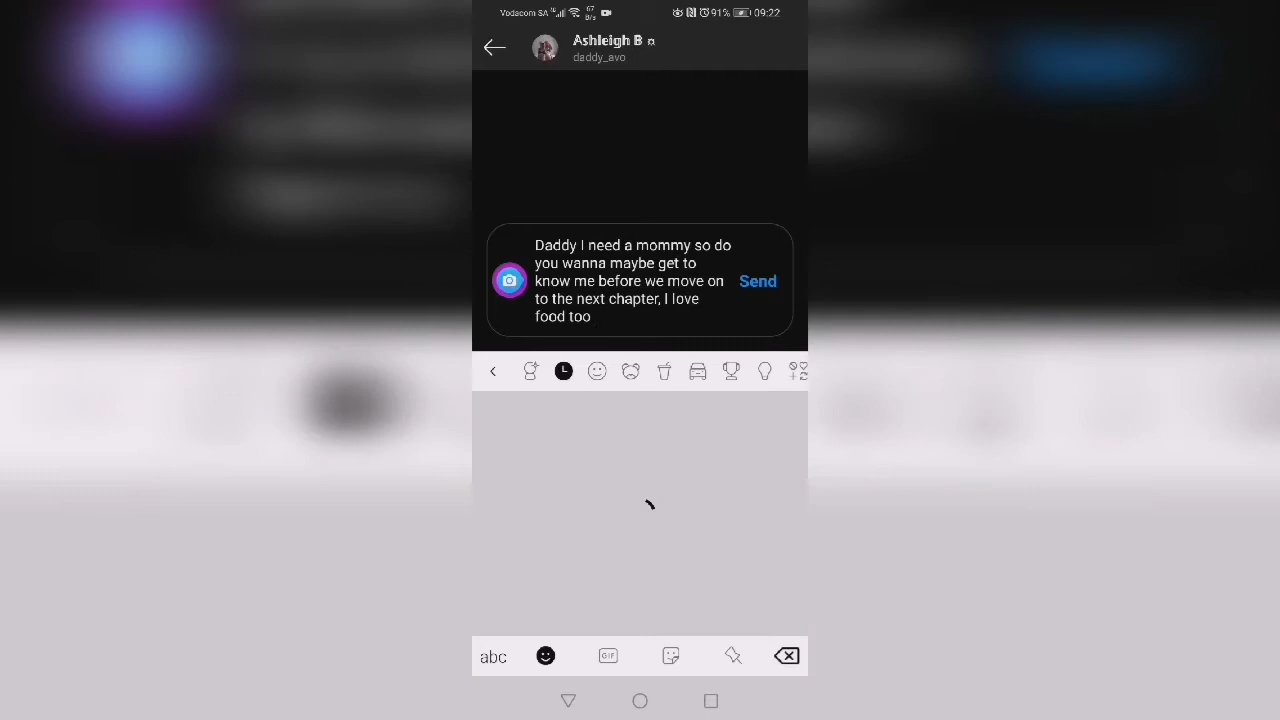 Vodacom SA 67 B/s 91% 09:22
Ashleigh B
daddy_avo
Daddy I need a mommy so do
you wanna maybe get to
know me before we move on
to the next chapter, I love
food too
Send
GIF
abc